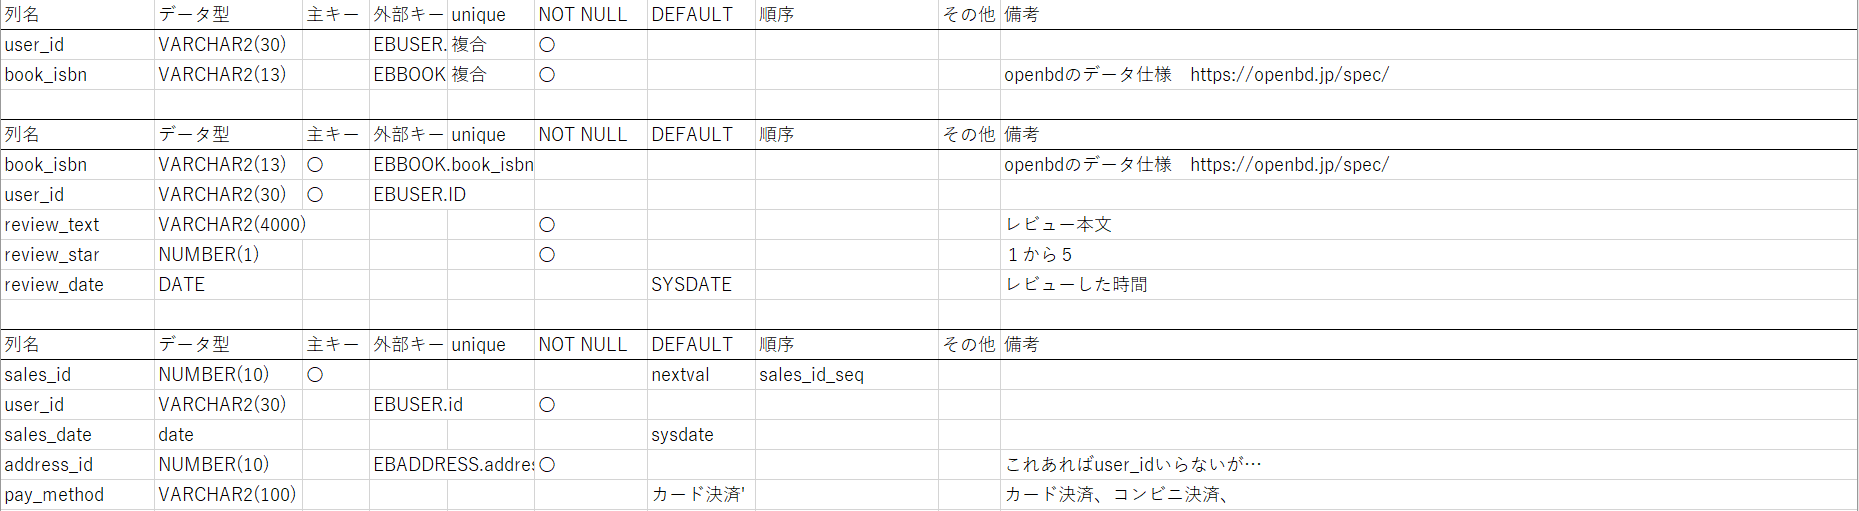 列名 データ型 主キー 外部キー unique NOT NULL DEFAULT 順序 その他 備考
user_id VARCHAR2(30) EBUSER. 複合 〇
book_isbn VARCHAR2(13) EBBOOK 複合 〇 openbdのデータ仕様 https://openbd.jp/spec/
列名 データ型 主キー 外部キー unique NOT NULL DEFAULT 順序 その他 備考
book_isbn VARCHAR2(13) 〇 EBBOOK.book_isbn openbdのデータ仕様 https://openbd.jp/spec/
user_id VARCHAR2(30) 〇 EBUSER.ID
review_text VARCHAR2(4000) 〇 レビュー本文
review_star NUMBER(1) 〇 １から５
review_date DATE SYSDATE レビューした時間
列名 データ型 主キー 外部キー unique NOT NULL DEFAULT 順序 その他 備考
sales_id NUMBER(10) 〇 nextval sales_id_seq
user_id VARCHAR2(30) EBUSER.id 〇
sales_date date sysdate
address_id NUMBER(10) EBADDRESS.addres 〇 これあればuser_idいらないが…
pay_method VARCHAR2(100) カード決済' カード決済、コンビニ決済、